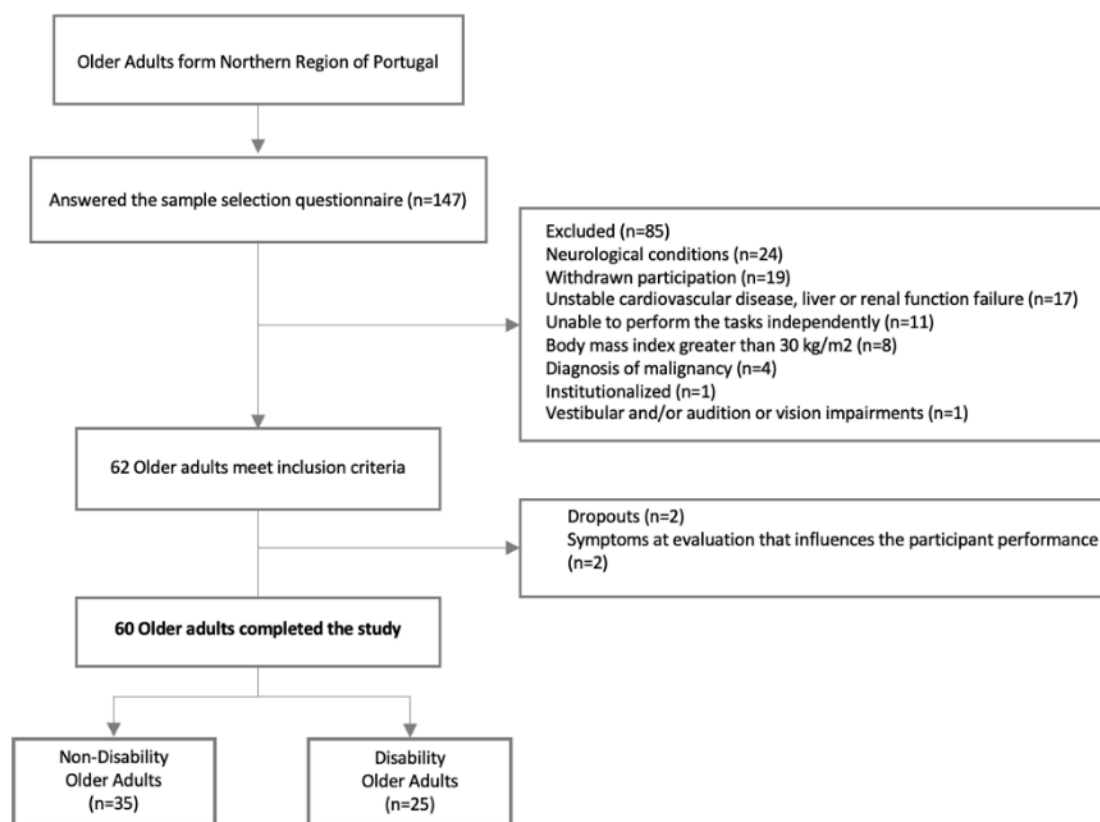 Older Adults form Northern Region of Portugal
Answered the sample selection questionnaire (n=147)
Excluded (n=85)
Neurological conditions (n=24)
Withdrawn participation (n=19)
Unstable cardiovascular disease, liver or renal function failure (n=17)
Unable to perform the tasks independently (n=11)
Body mass index greater than 30 kg/m2 (n=8)
Diagnosis of malignancy (n=4)
Institutionalized (n=1)
Vestibular and/or audition or vision impairments (n=1)
62 Older adults meet inclusion criteria
Dropouts (n=2)
Symptoms at evaluation that influences the participant performance
(n=2)
60 Older adults completed the study
Non-Disability
Older Adults
(n=35)
Disability
Older Adults
(n=25)